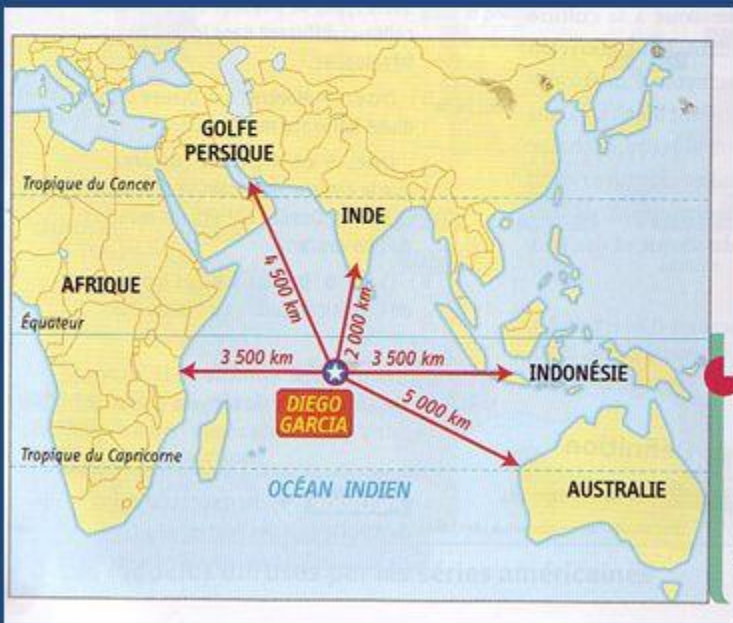 GOLFE
PERSIQUE
Tropique du Cancer
INDE
4 500 km
AFRIQUE
2 000 km
Équateur
3 500 km
3 500 km
INDONÉSIE
DIEGO
GARCIA
5 000 km
Tropique du Capricorne
OCÉAN INDIEN
AUSTRALIE